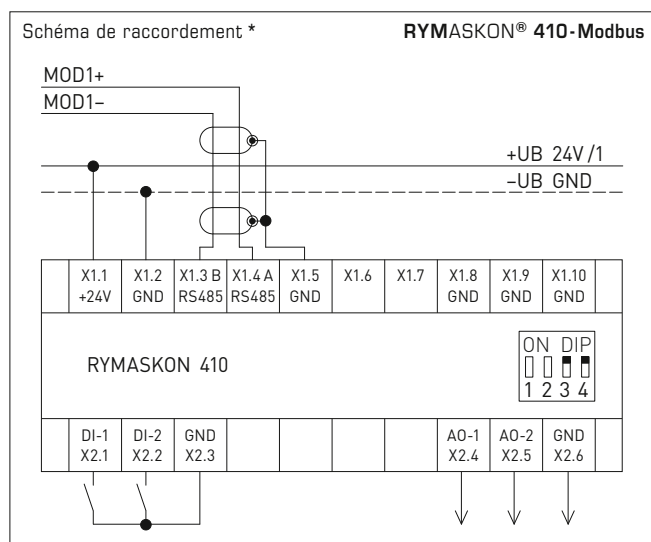 Schéma de raccordement * RYMASKON® 410-Modbus
MOD1+
MOD1–
+UB 24V/1
–UB GND
X1.1 X1.2 X1.3 B X1.4 A X1.5 X1.6 X1.7 X1.8 X1.9 X1.10
+24V GND RS485 RS485 GND GND GND GND
ON DIP
RYMASKON 410
1 2 3 4
DI-1 DI-2 GND AO-1 AO-2 GND
X2.1 X2.2 X2.3 X2.4 X2.5 X2.6